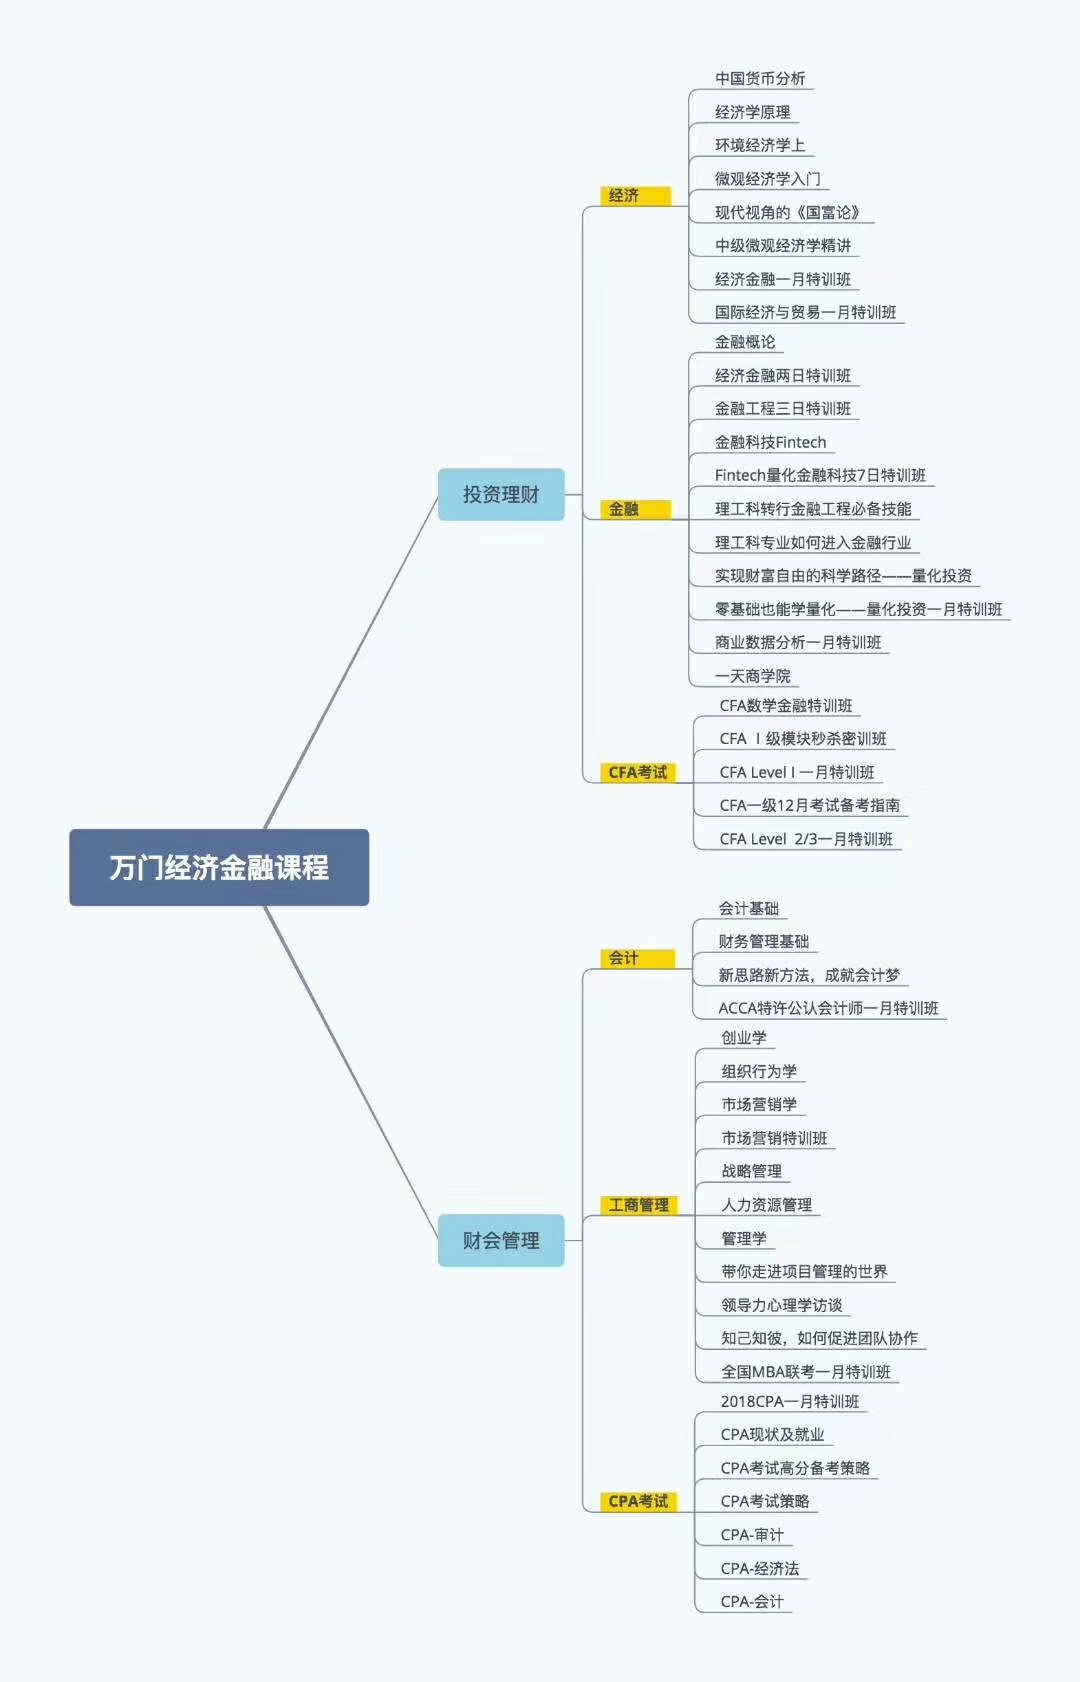 万门经济金融课程
投资理财
经济
中国货币分析
经济学原理
环境经济学上
微观经济学入门
现代视角的《国富论》
中级微观经济学精讲
经济金融一月特训班
国际经济与贸易一月特训班
金融
金融概论
经济金融两日特训班
金融工程三日特训班
金融科技Fintech
Fintech量化金融科技7日特训班
理工科转行金融工程必备技能
理工科专业如何进入金融行业
实现财富自由的科学路径——量化投资
零基础也能学量化——量化投资一月特训班
商业数据分析一月特训班
一天商学院
CFA考试
CFA数学金融特训班
CFA Ⅰ级模块秒杀密训班
CFA Level I 一月特训班
CFA一级12月考试备考指南
CFA Level 2/3一月特训班
财会管理
会计
会计基础
财务管理基础
新思路新方法，成就会计梦
ACCA特许公认会计师一月特训班
工商管理
创业学
组织行为学
市场营销学
市场营销特训班
战略管理
人力资源管理
管理学
带你走进项目管理的世界
领导力心理学访谈
知己知彼，如何促进团队协作
全国MBA联考一月特训班
CPA考试
2018CPA一月特训班
CPA现状及就业
CPA考试高分备考策略
CPA考试策略
CPA-审计
CPA-经济法
CPA-会计